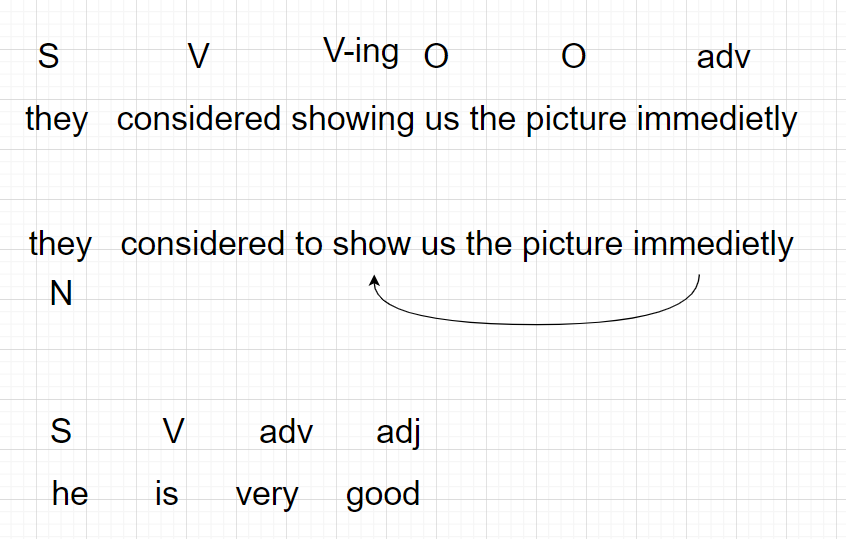 S V V-ing O O adv
they considered showing us the picture immedietly
they considered to show us the picture immedietly
N
S V adv adj
he is very good